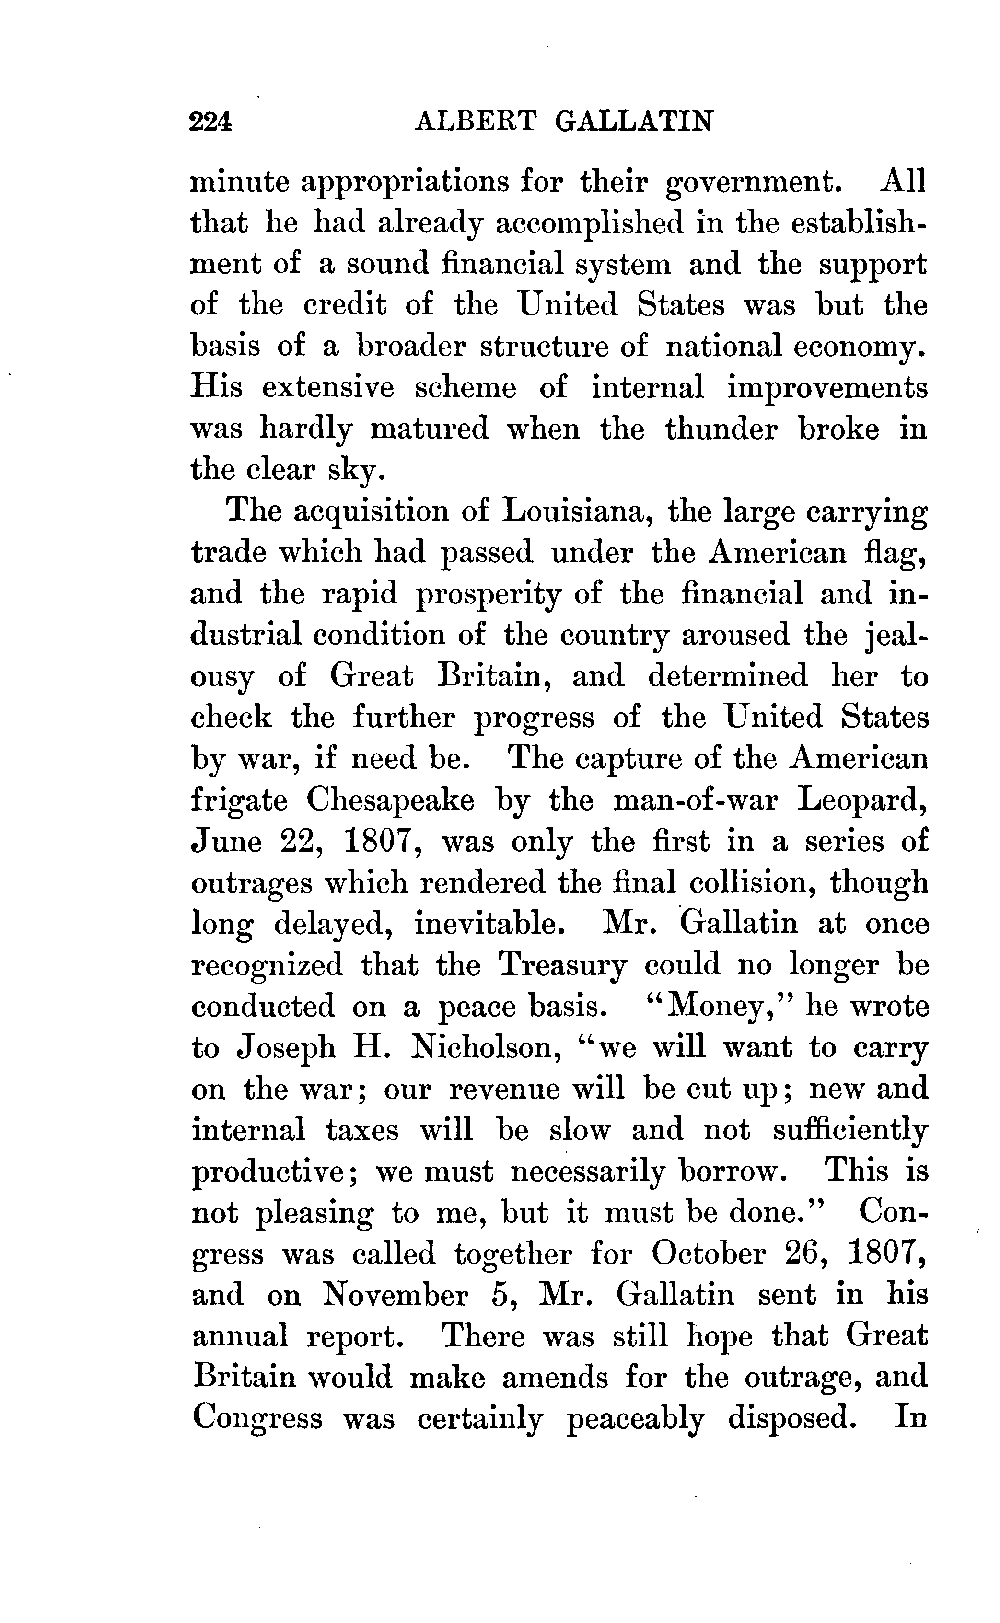 224 ALBERT GALLATIN
minute appropriations for their government. All
that he had already accomplished in the establish-
ment of a sound financial system and the support
of the credit of the United States was but the
basis of a broader structure of national economy.
His extensive scheme of internal improvements
was hardly matured when the thunder broke in
the clear sky.
The acquisition of Louisiana, the large carrying
trade which had passed under the American flag,
and the rapid prosperity of the financial and in-
dustrial condition of the country aroused the jeal-
ousy of Great Britain, and determined her to
check the further progress of the United States
by war, if need be. The capture of the American
frigate Chesapeake by the man-of-war Leopard,
June 22, 1807, was only the first in a series of
outrages which rendered the final collision, though
long delayed, inevitable. Mr. Gallatin at once
recognized that the Treasury could no longer be
conducted on a peace basis. "Money," he wrote
to Joseph H. Nicholson, "we will want to carry
on the war; our revenue will be cut up; new and
internal taxes will be slow and not sufficiently
productive; we must necessarily borrow. This is
not pleasing to me, but it must be done." Con-
gress was called together for October 26, 1807,
and on November 5, Mr. Gallatin sent in his
annual report. There was still hope that Great
Britain would make amends for the outrage, and
Congress was certainly peaceably disposed. In